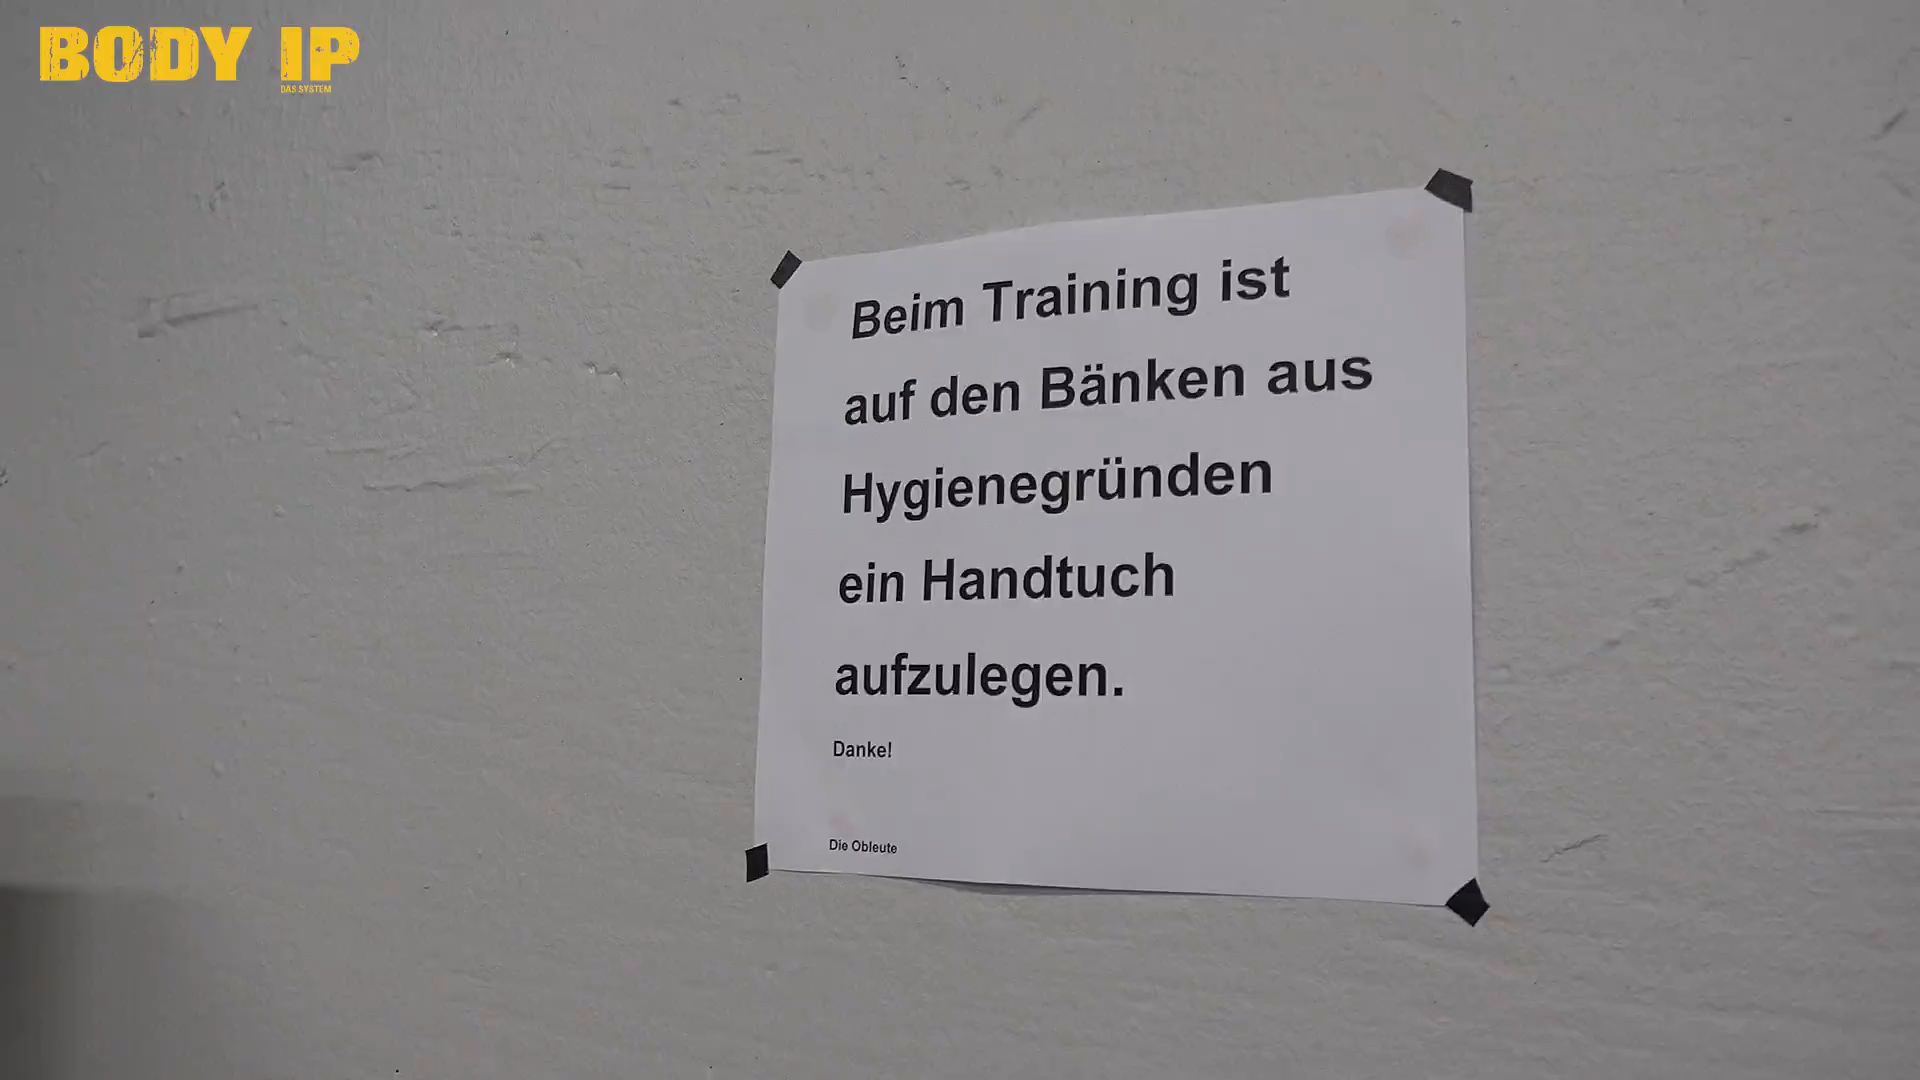 BODY IP
DAS SYSTEM
Beim Training ist
auf den Bänken aus
Hygienegründen
ein Handtuch
aufzulegen.
Danke!
Die Obleute